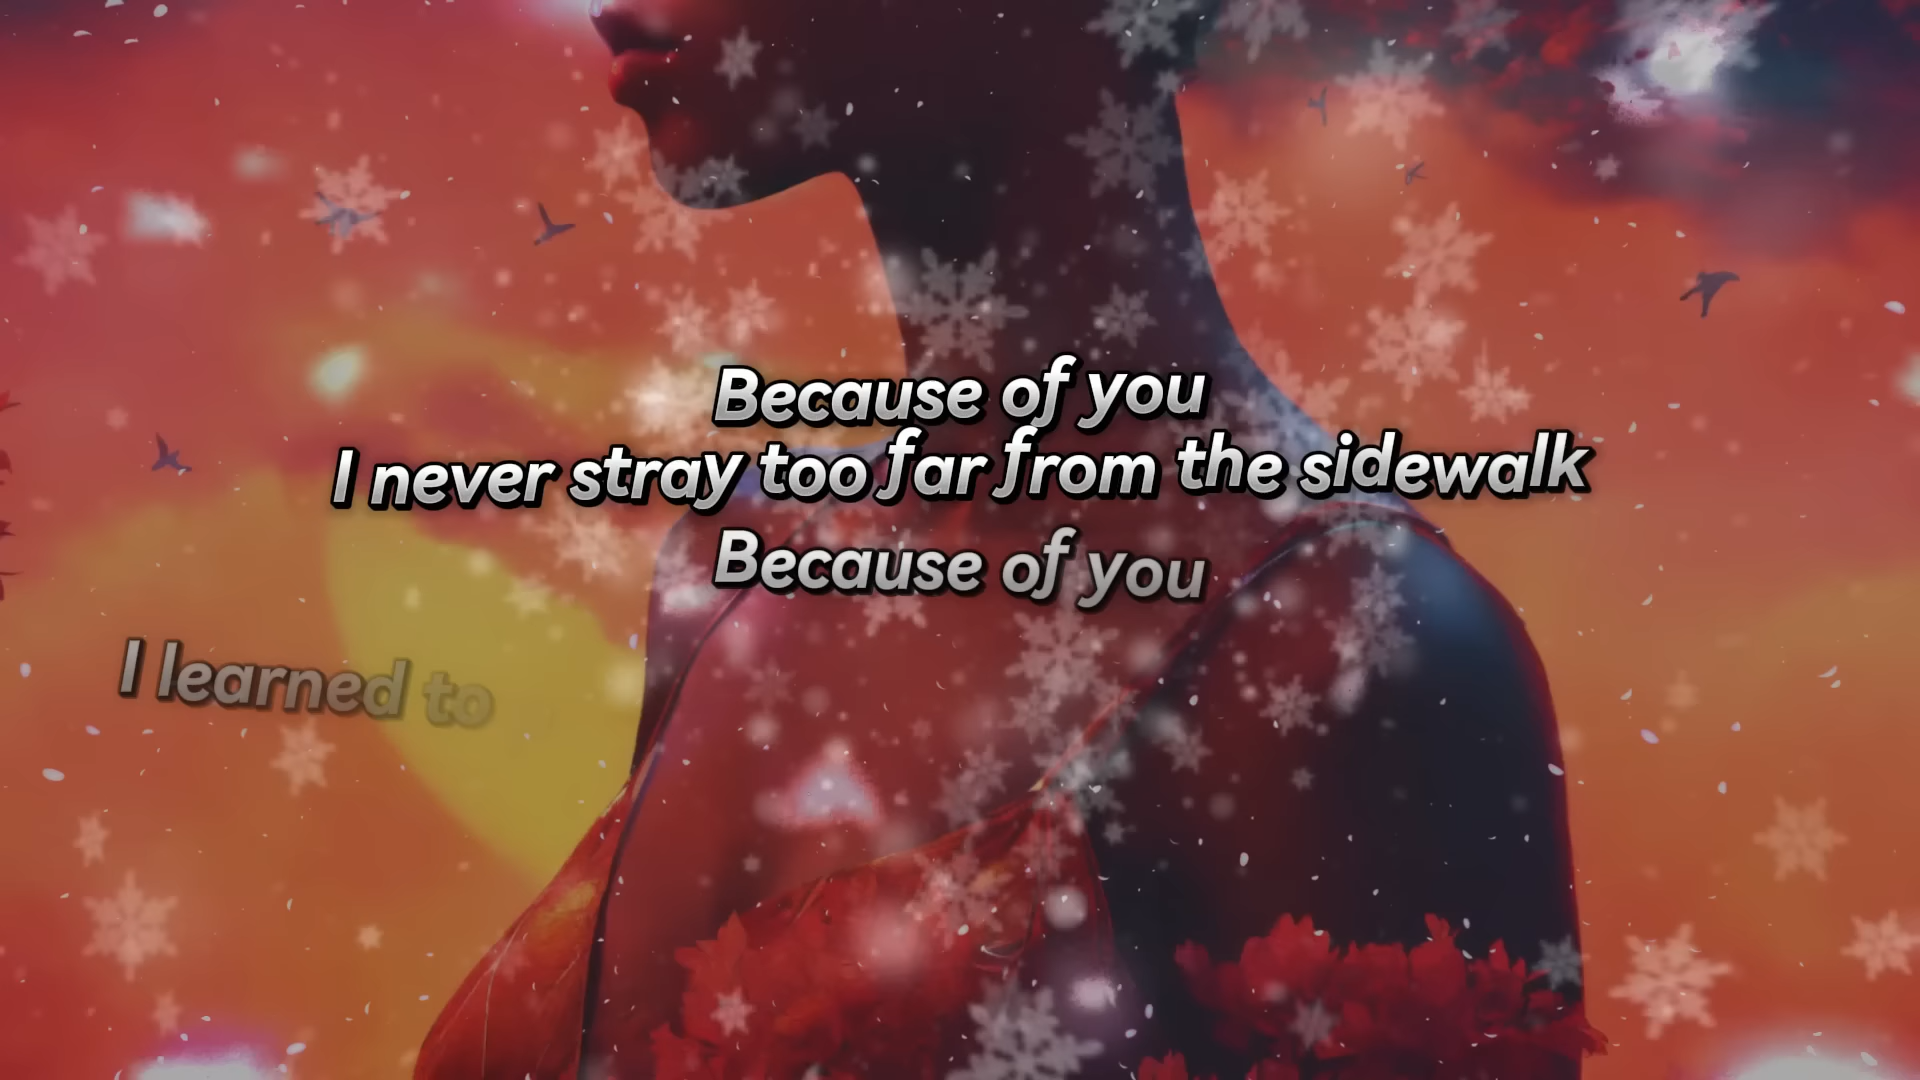 Because of you
I never stray too far from the sidewalk
Because of you
I learned to